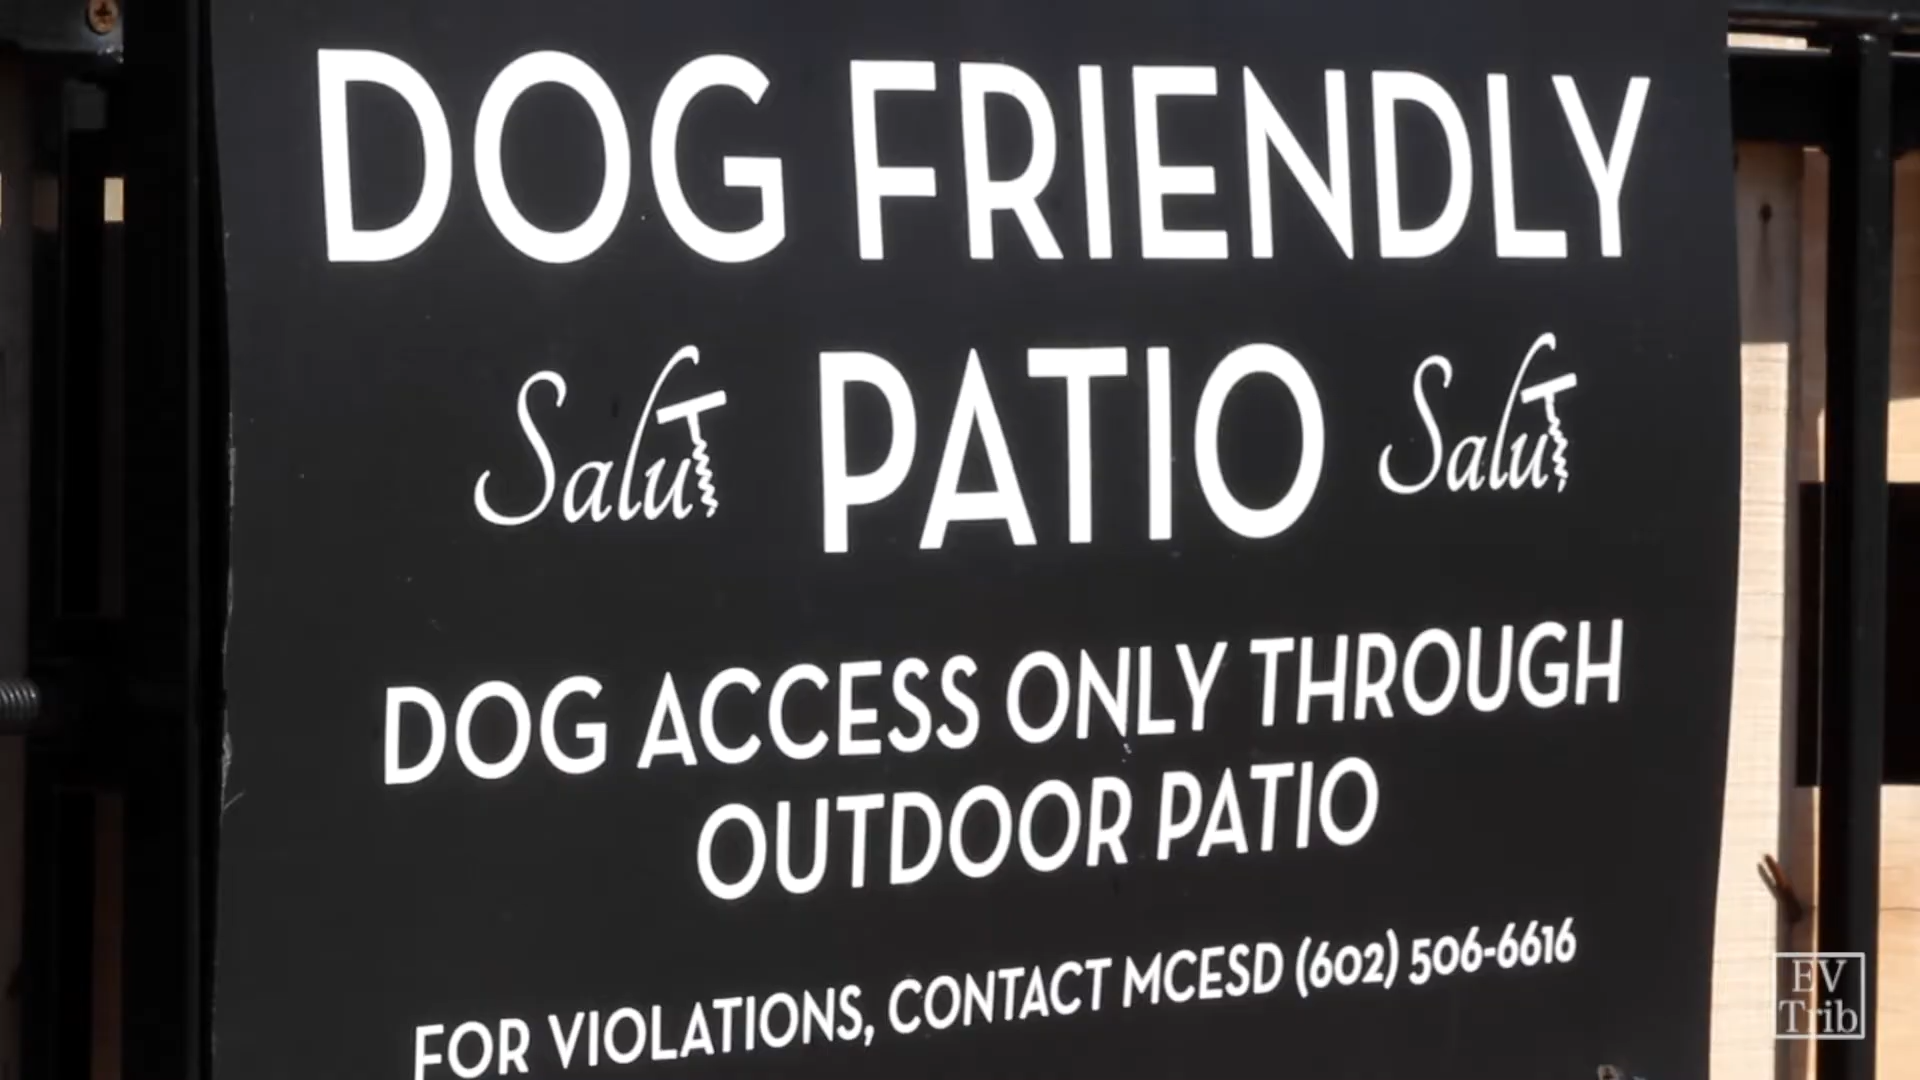 DOG FRIENDLY
Salut PATIO Salut
DOG ACCESS ONLY THROUGH
OUTDOOR PATIO
FOR VIOLATIONS, CONTACT MCESD (602) 506-6616
EV
Trib